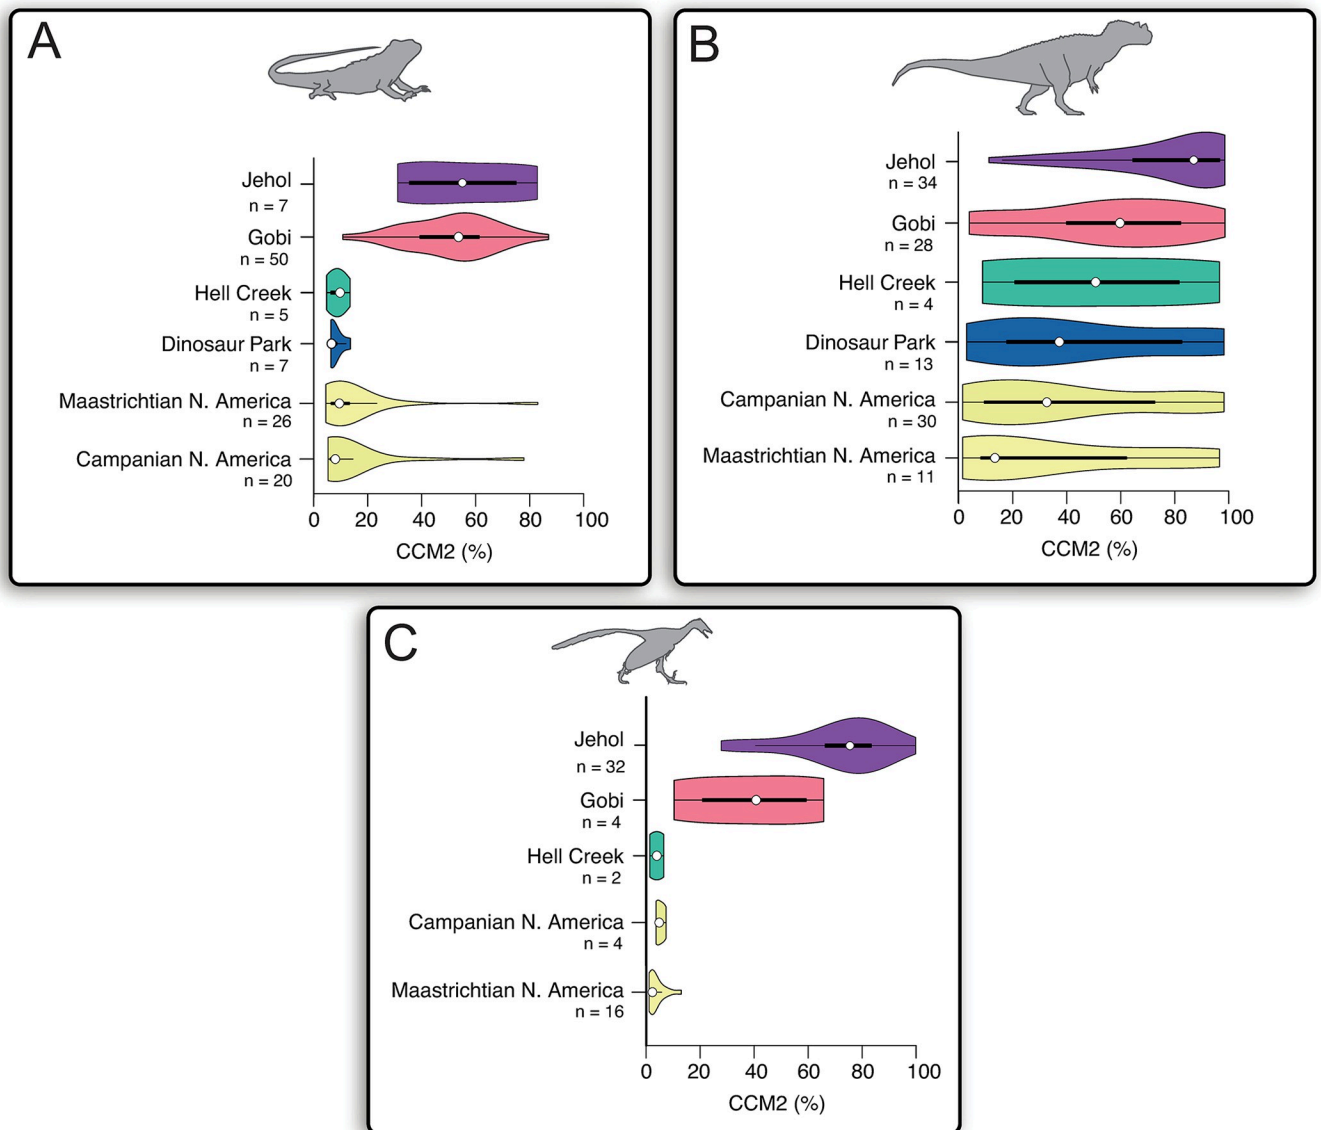 A
Jehol
n = 7
Gobi
n = 50
Hell Creek
n = 5
Dinosaur Park
n = 7
Maastrichtian N. America
n = 26
Campanian N. America
n = 20
0 20 40 60 80 100
CCM2 (%)
B
Jehol
n = 34
Gobi
n = 28
Hell Creek
n = 4
Dinosaur Park
n = 13
Campanian N. America
n = 30
Maastrichtian N. America
n = 11
0 20 40 60 80 100
CCM2 (%)
C
Jehol
n = 32
Gobi
n = 4
Hell Creek
n = 2
Campanian N. America
n = 4
Maastrichtian N. America
n = 16
0 20 40 60 80 100
CCM2 (%)